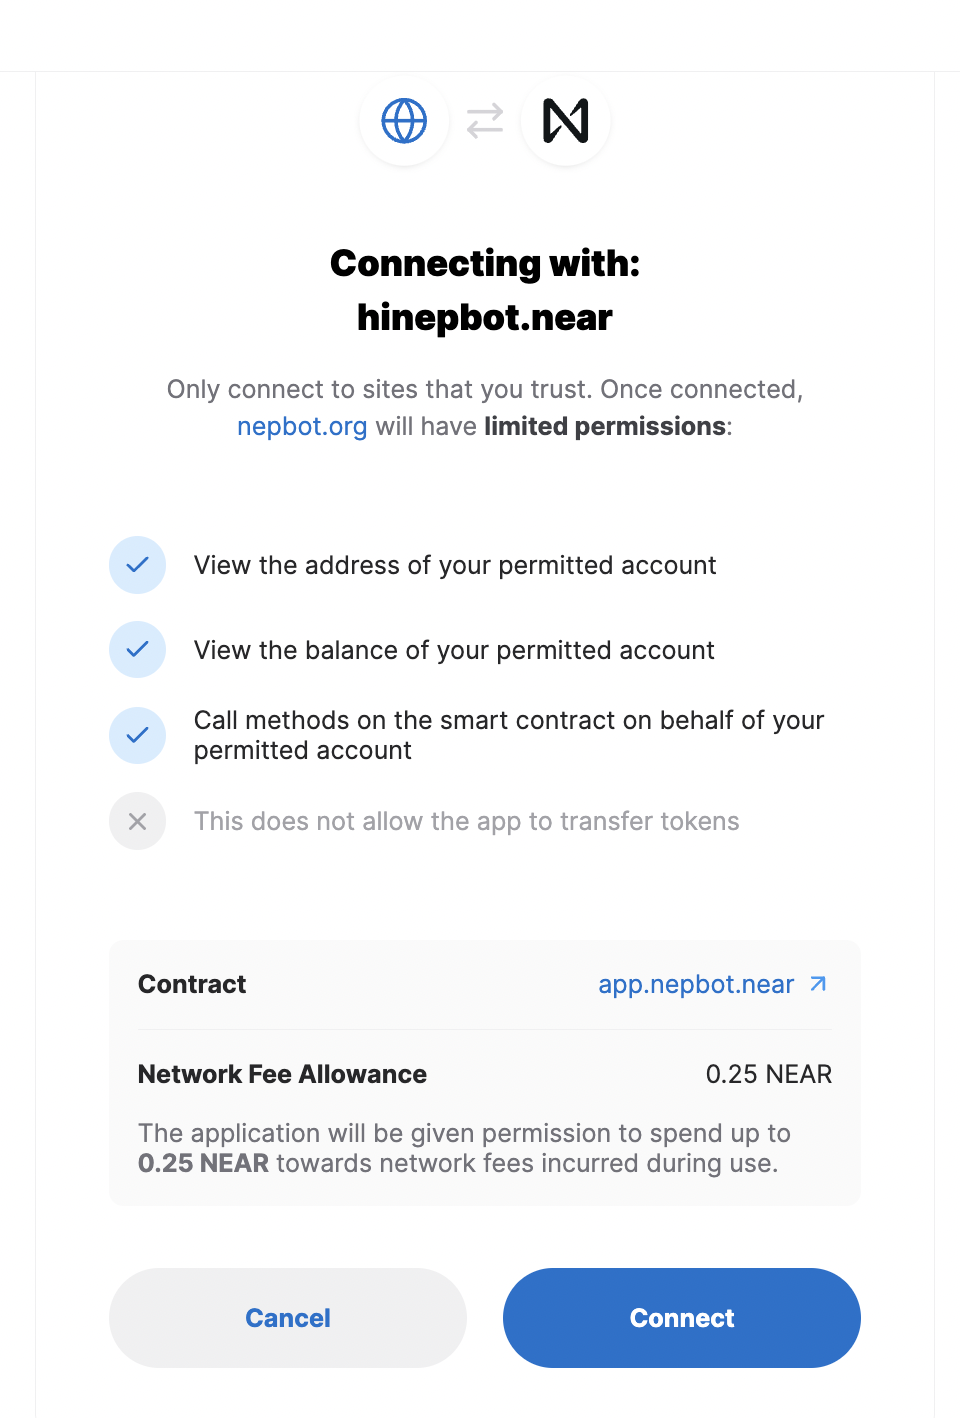 Connecting with:
hinepbot.near
Only connect to sites that you trust. Once connected,
nepbot.org will have limited permissions:
View the address of your permitted account
View the balance of your permitted account
Call methods on the smart contract on behalf of your
permitted account
This does not allow the app to transfer tokens
Contract app.nepbot.near
Network Fee Allowance 0.25 NEAR
The application will be given permission to spend up to
0.25 NEAR towards network fees incurred during use.
Cancel Connect